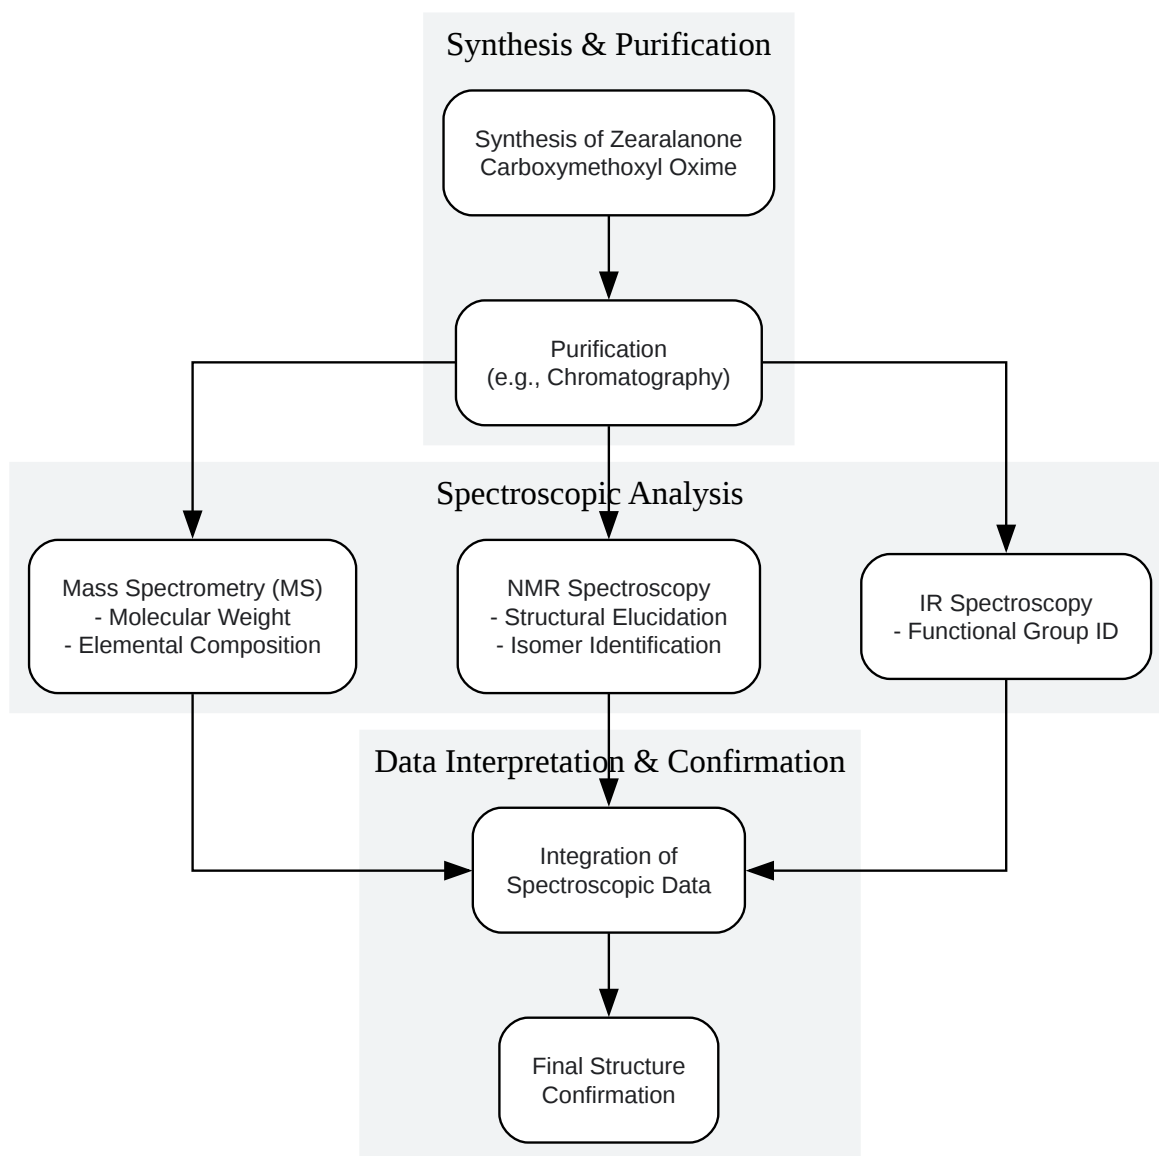 Synthesis & Purification
Synthesis of Zearalanone
Carboxymethoxyl Oxime
Purification
(e.g., Chromatography)
Spectroscopic Analysis
Mass Spectrometry (MS)
- Molecular Weight
- Elemental Composition
NMR Spectroscopy
- Structural Elucidation
- Isomer Identification
IR Spectroscopy
- Functional Group ID
Data Interpretation & Confirmation
Integration of
Spectroscopic Data
Final Structure
Confirmation